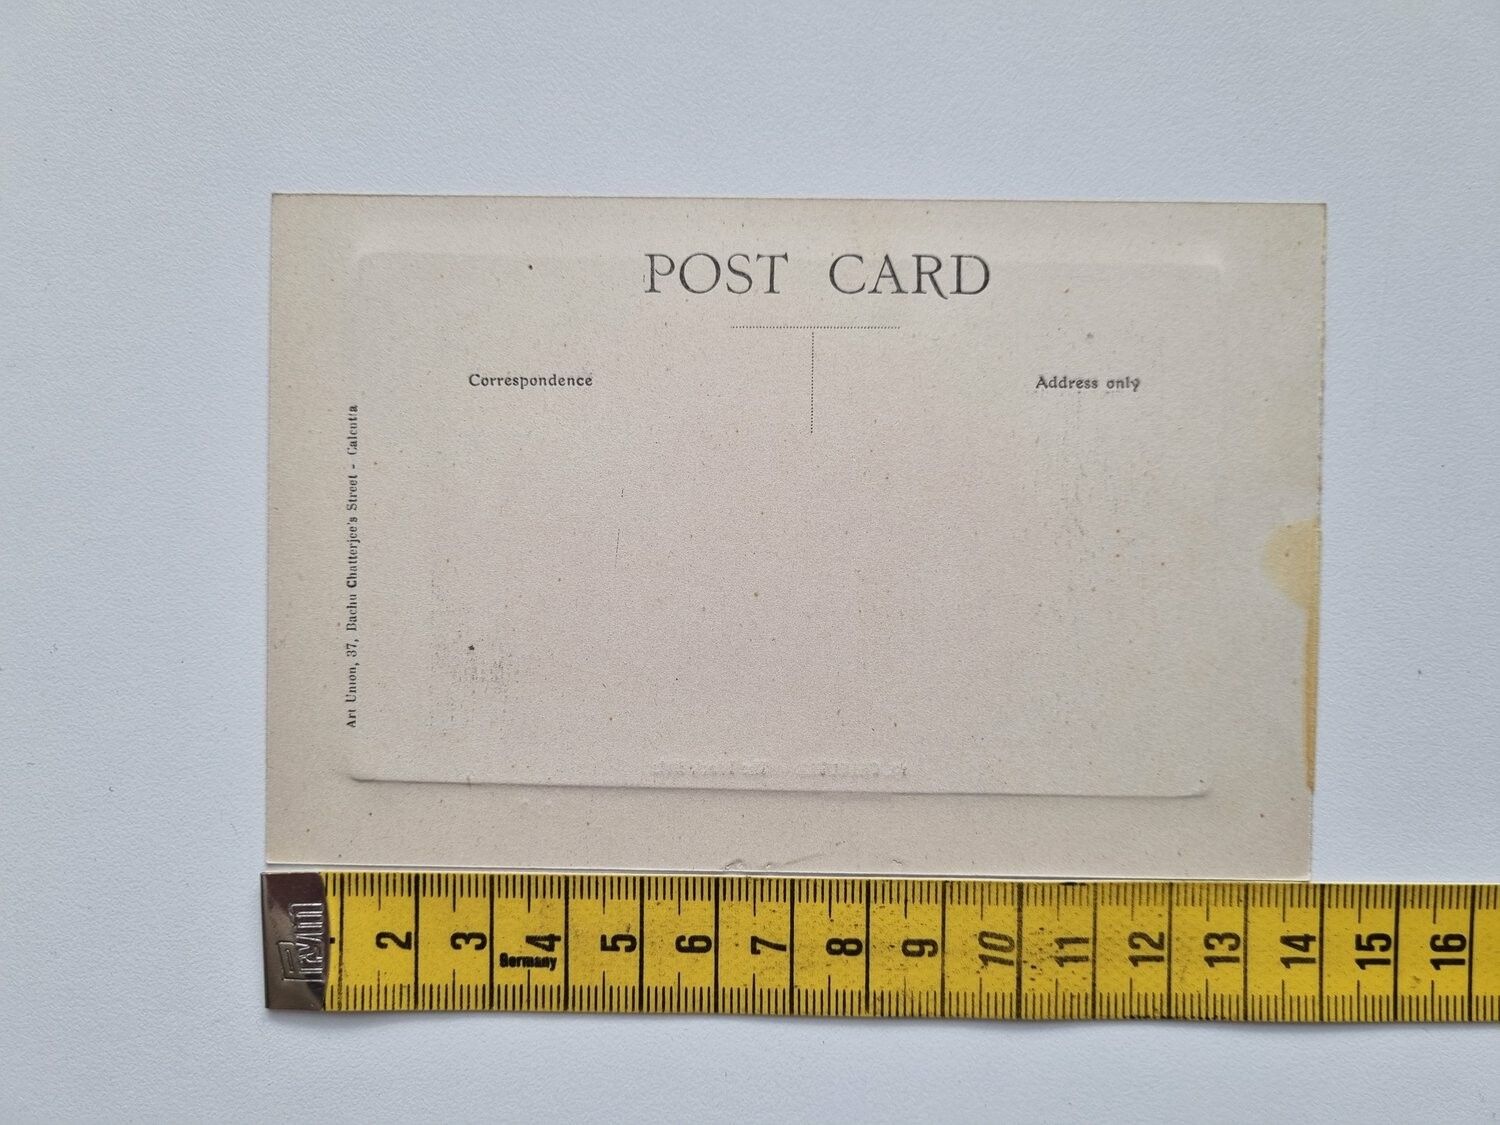 POST CARD
Correspondence
Address only
Art Union, 37, Bachu Chatterjee's Street - Calcutta
Prym
2 3 4 5 6 7 8 9 10 11 12 13 14 15 16
Germany